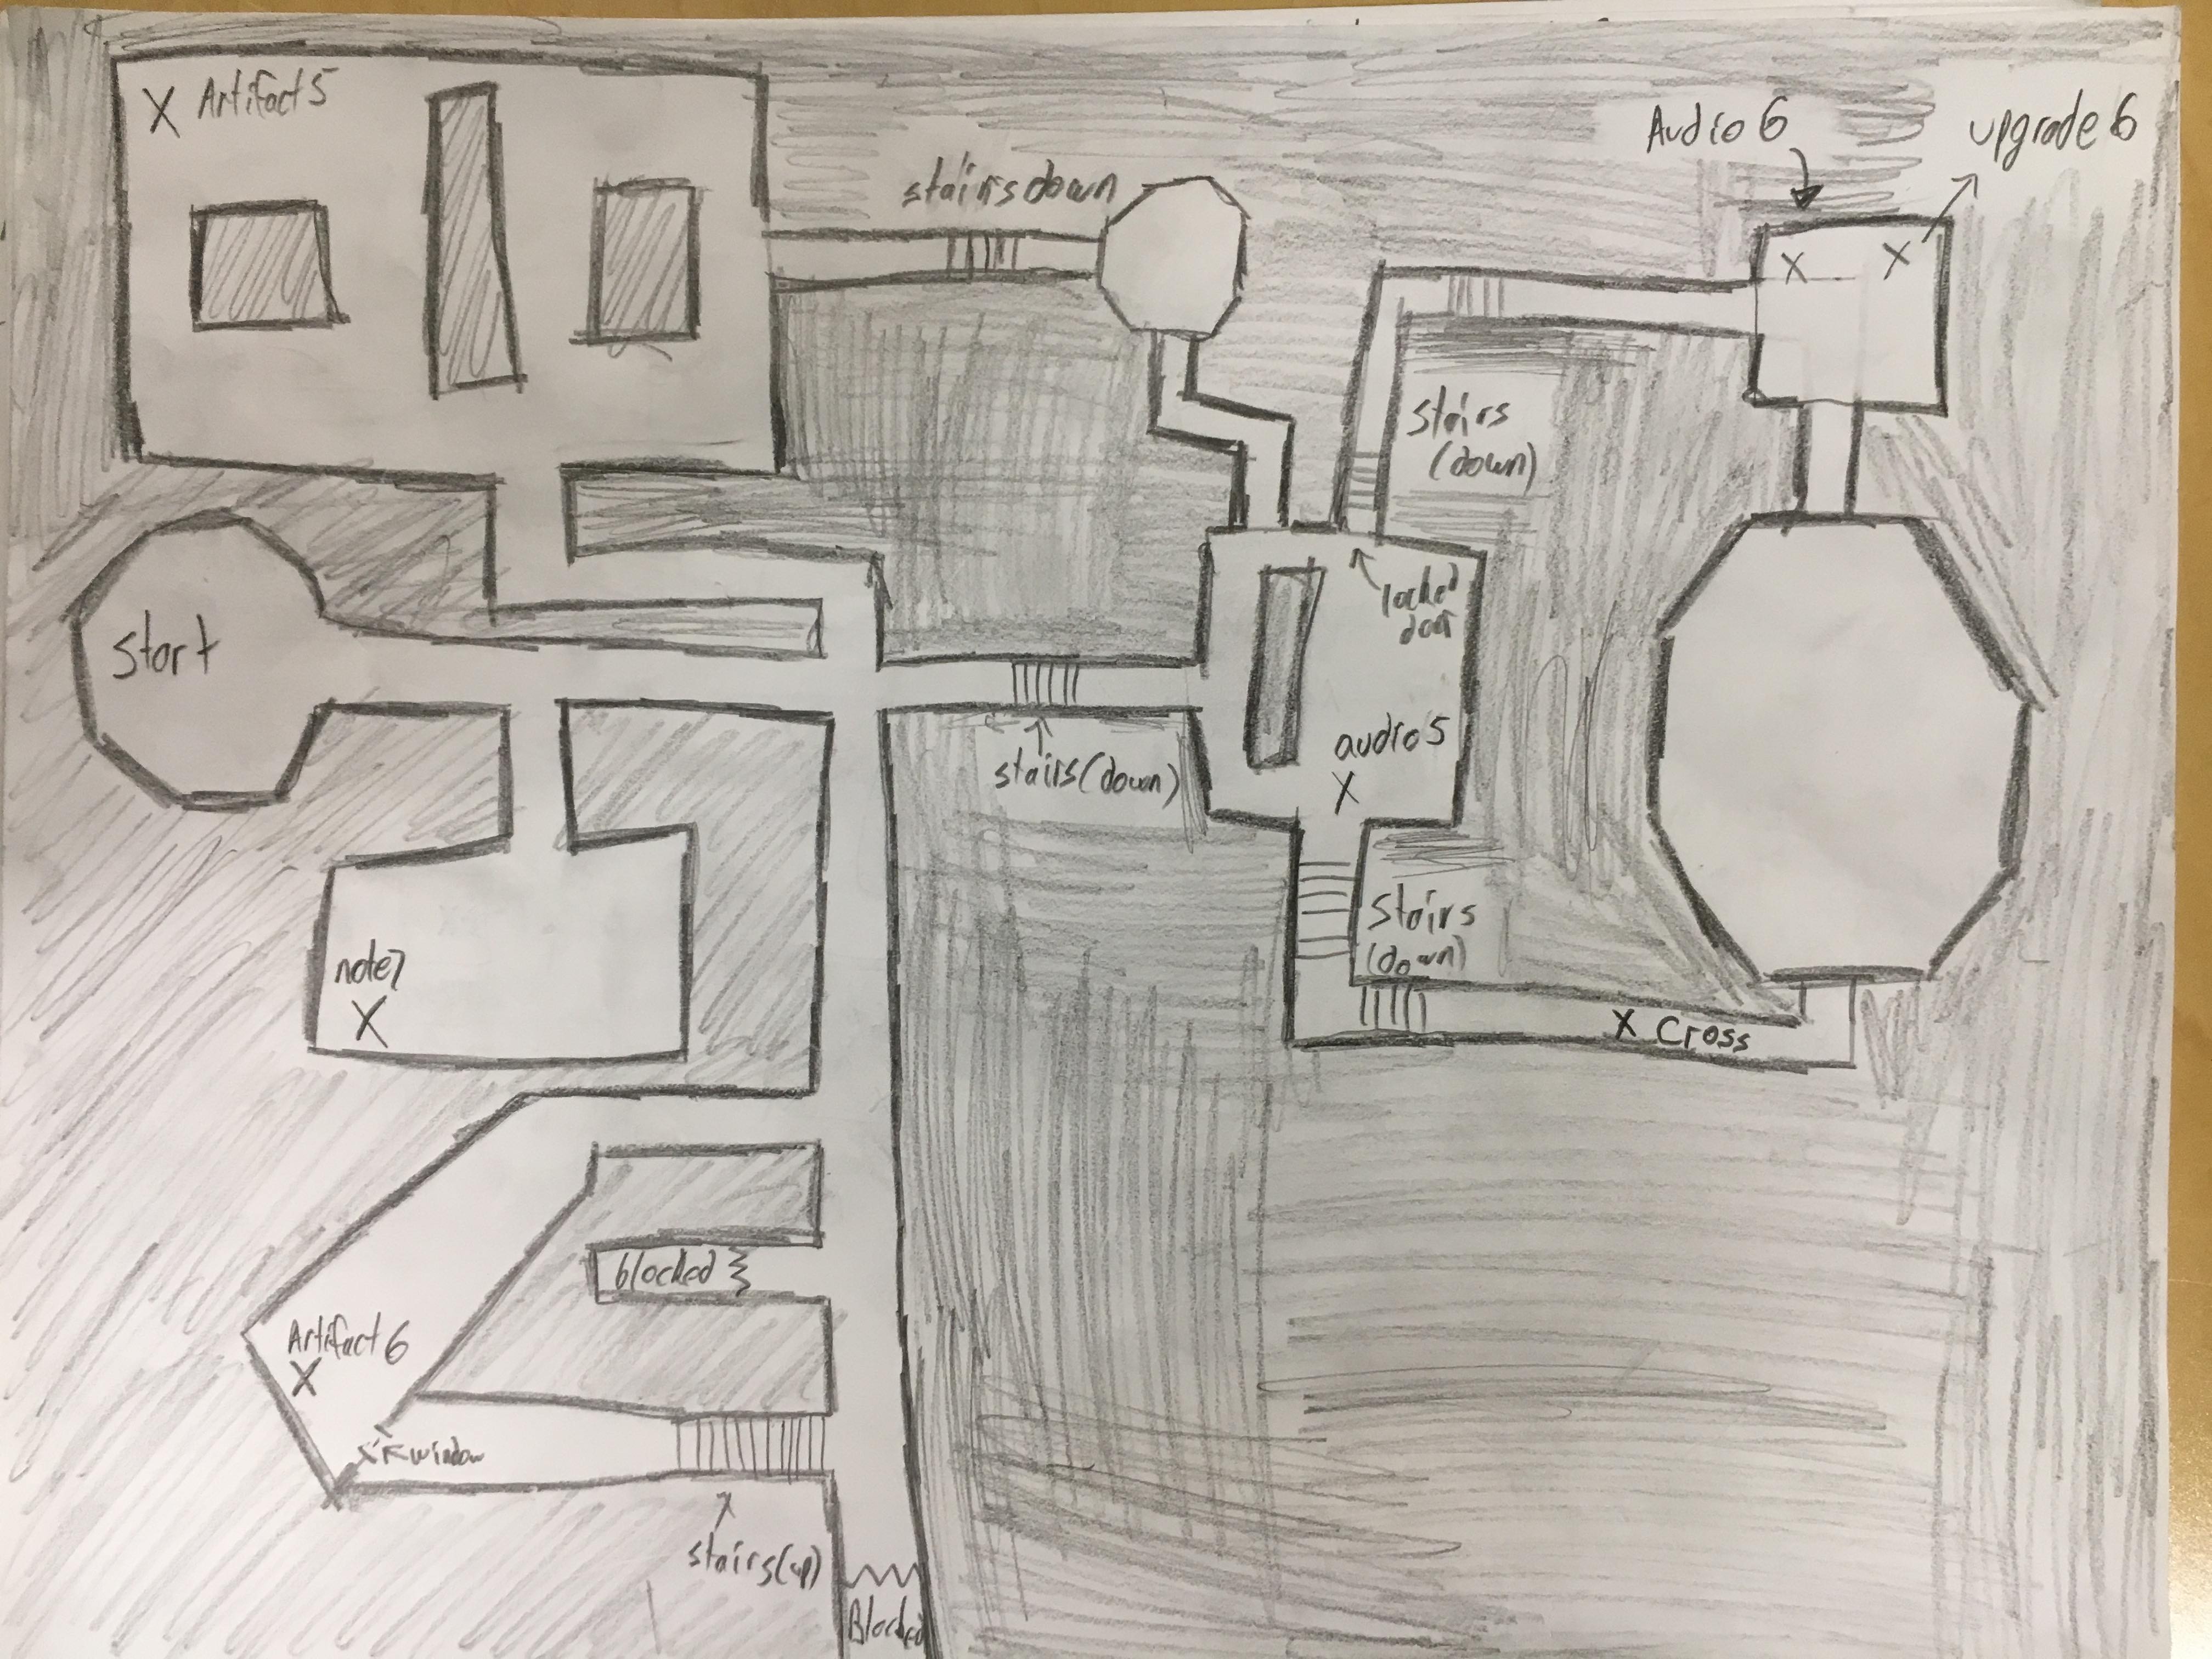 X Artifact 5
Audio 6
upgrade 6
stairs down
X X
stairs
(down)
locked
door
start
audio 5
X
stairs (down)
stairs
(down)
note 7
X
X Cross
blocked
Artifact 6
X
window
stairs (up)
Blocked